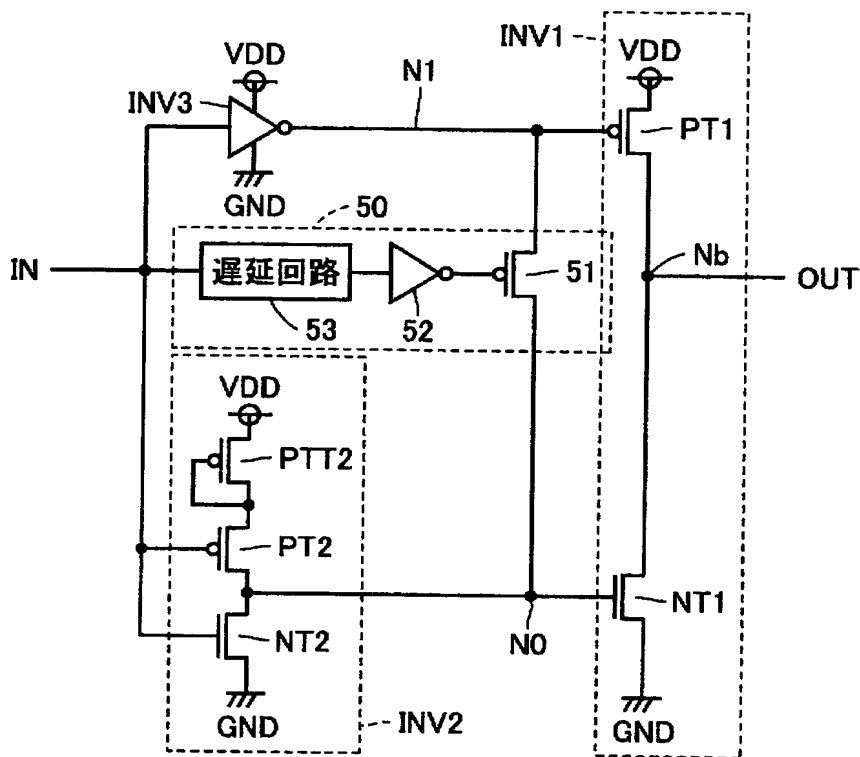 INV1
VDD
VDD
N1
INV3
PT1
GND
50
IN
遅延回路
51
Nb
OUT
53
52
VDD
PTT2
PT2
NT1
NT2
N0
GND
INV2
GND